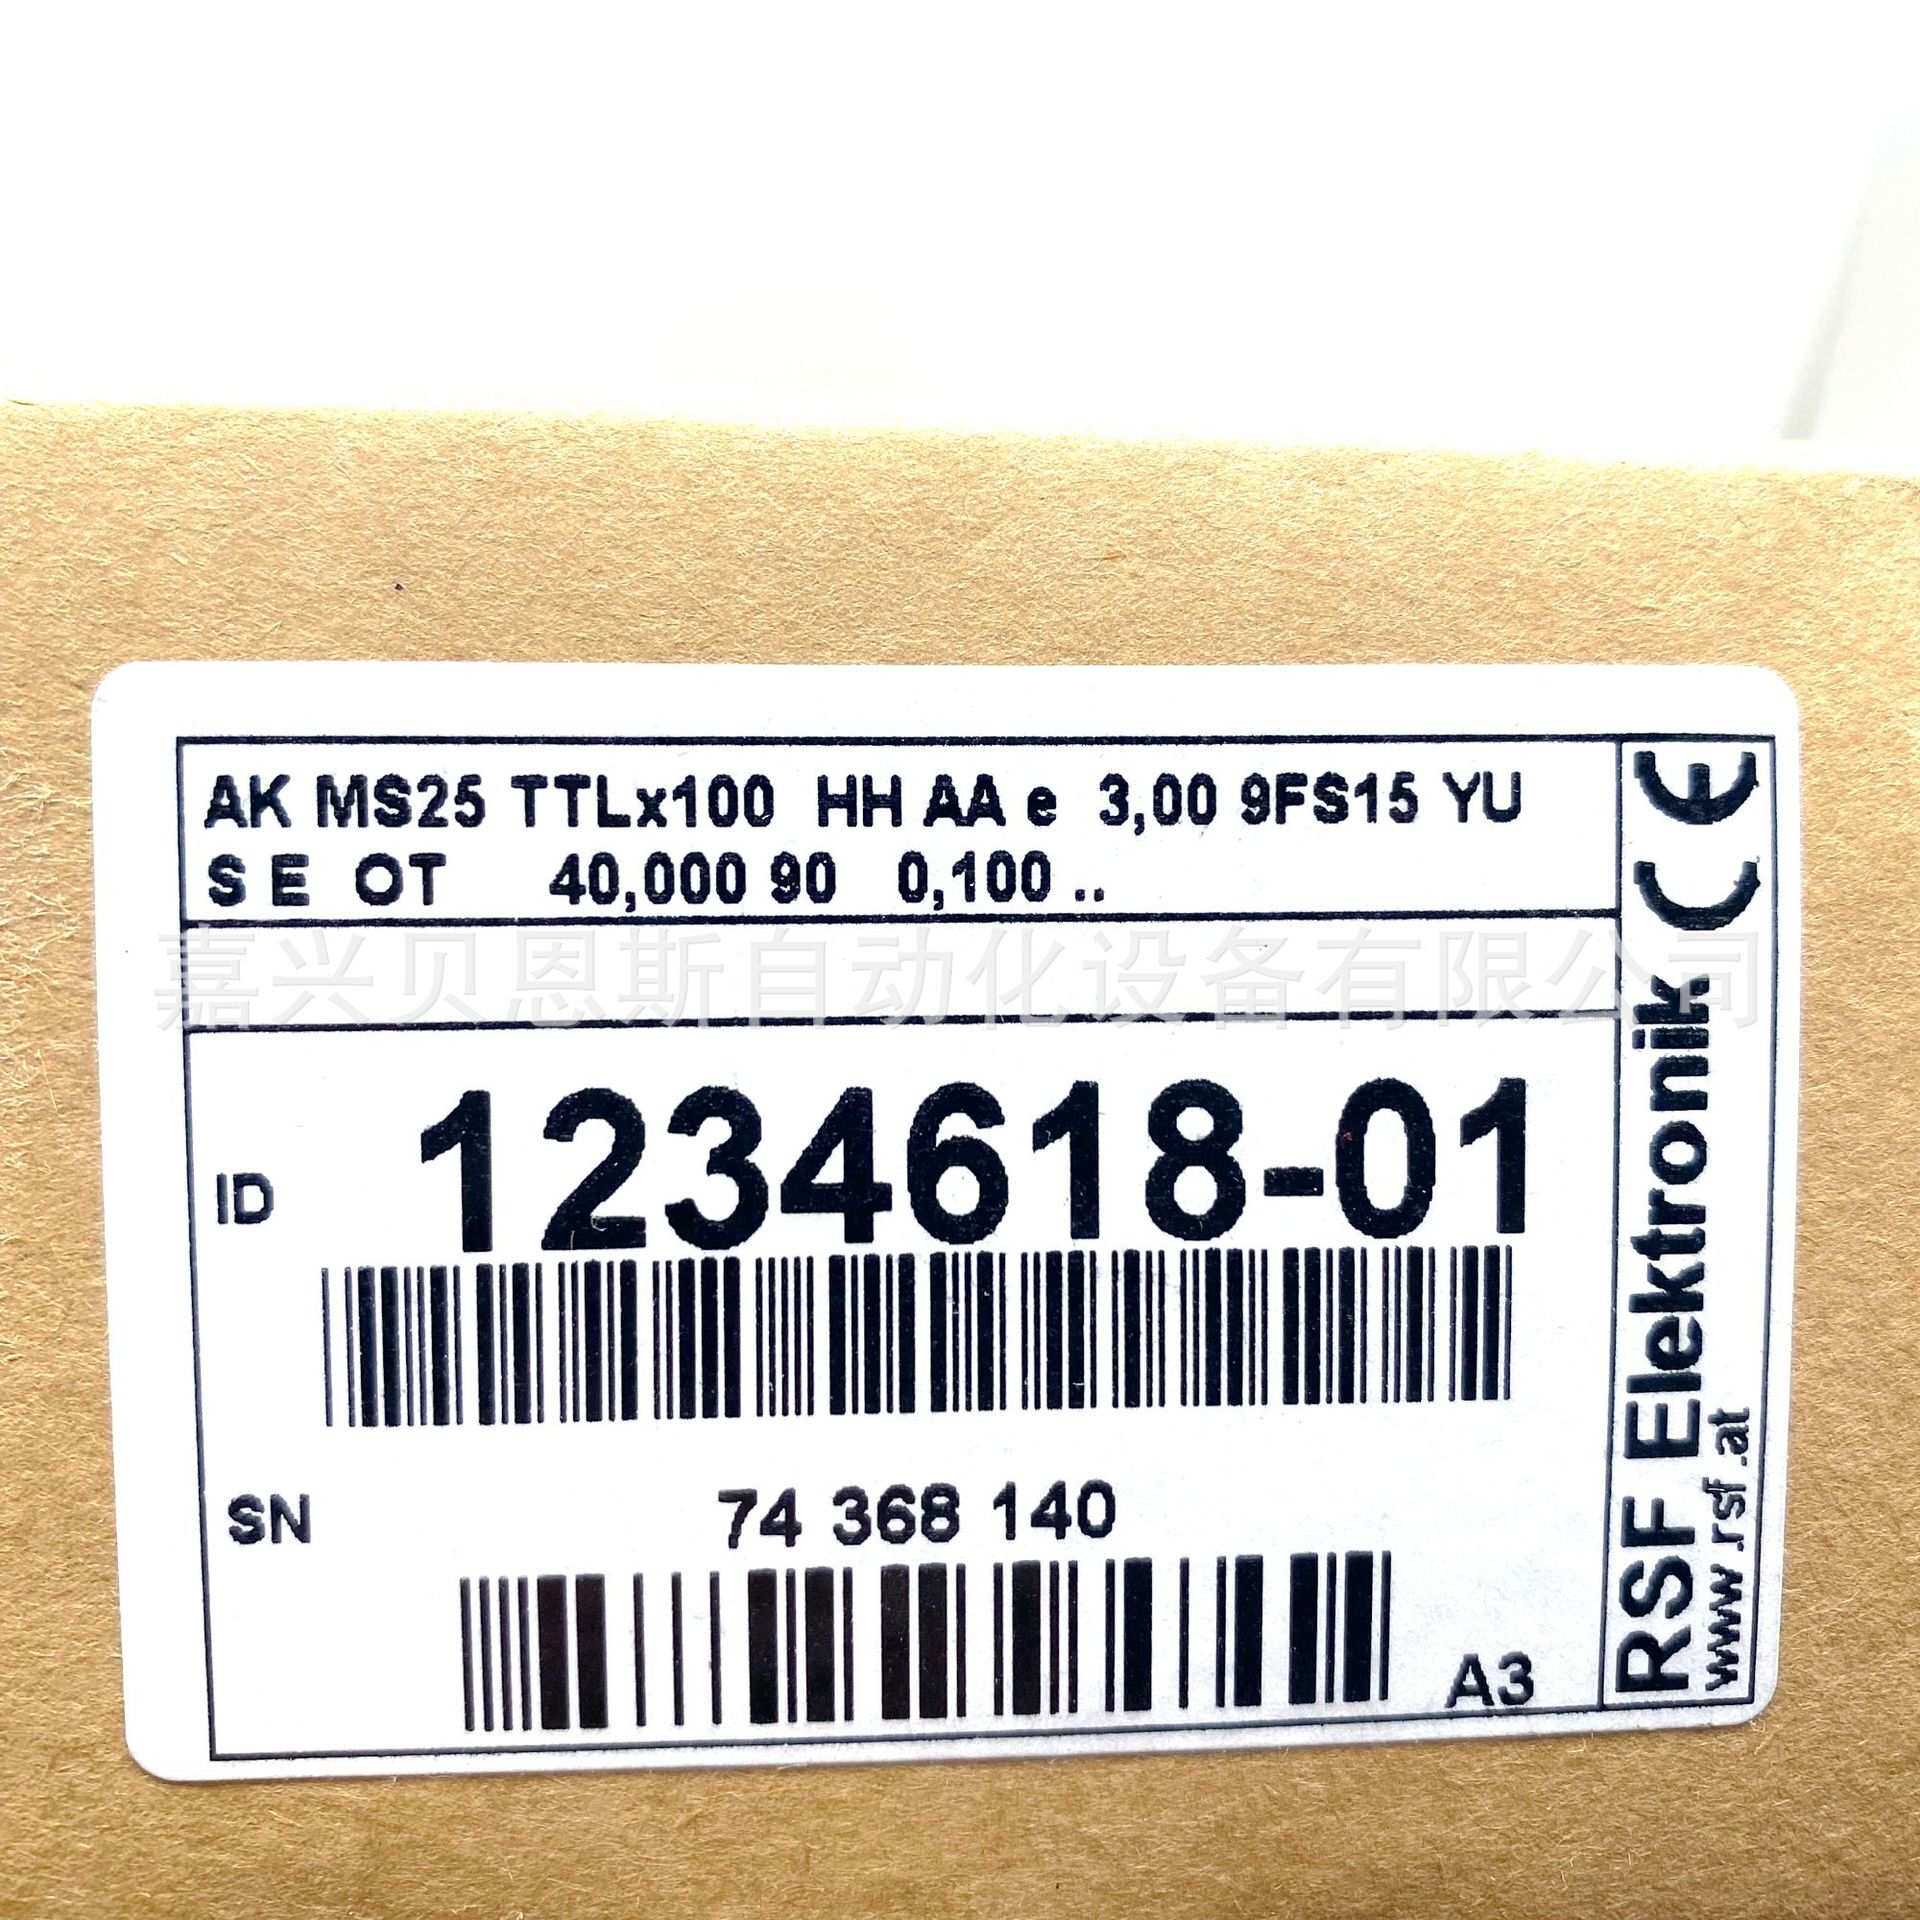 AK MS25 TTLx100 HH AA e 3,00 9FS15 YU
S E OT 40,000 90 0,100 ..
嘉兴贝恩斯自动化设备有限公司
ID 1234618-01
SN 74 368 140
A3
CE
RSF Elektronik
www.rsf.at